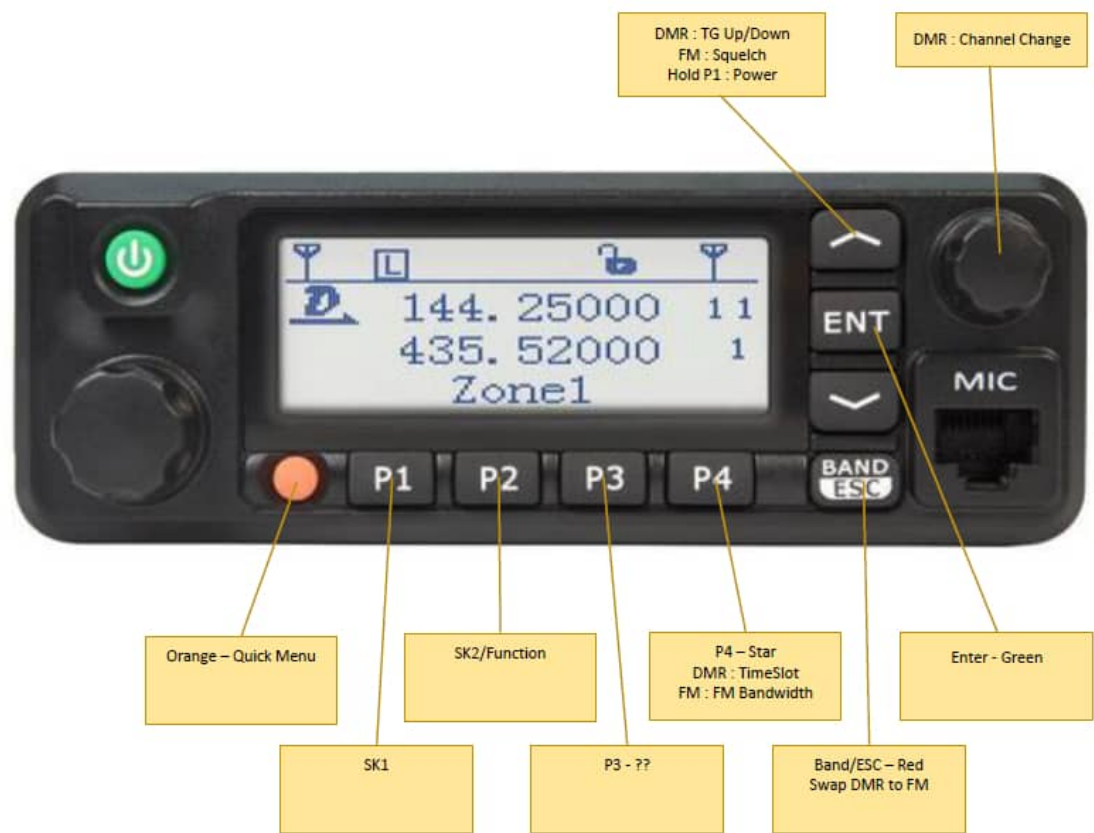 DMR : TG Up/Down
FM : Squelch
Hold P1 : Power
DMR : Channel Change
L
D
144. 25000 1 1
435. 52000 1
Zone1
ENT
MIC
P1
P2
P3
P4
BAND
ESC
Orange – Quick Menu
SK2/Function
P4 – Star
DMR : TimeSlot
FM : FM Bandwidth
Enter - Green
SK1
P3 - ??
Band/ESC – Red
Swap DMR to FM